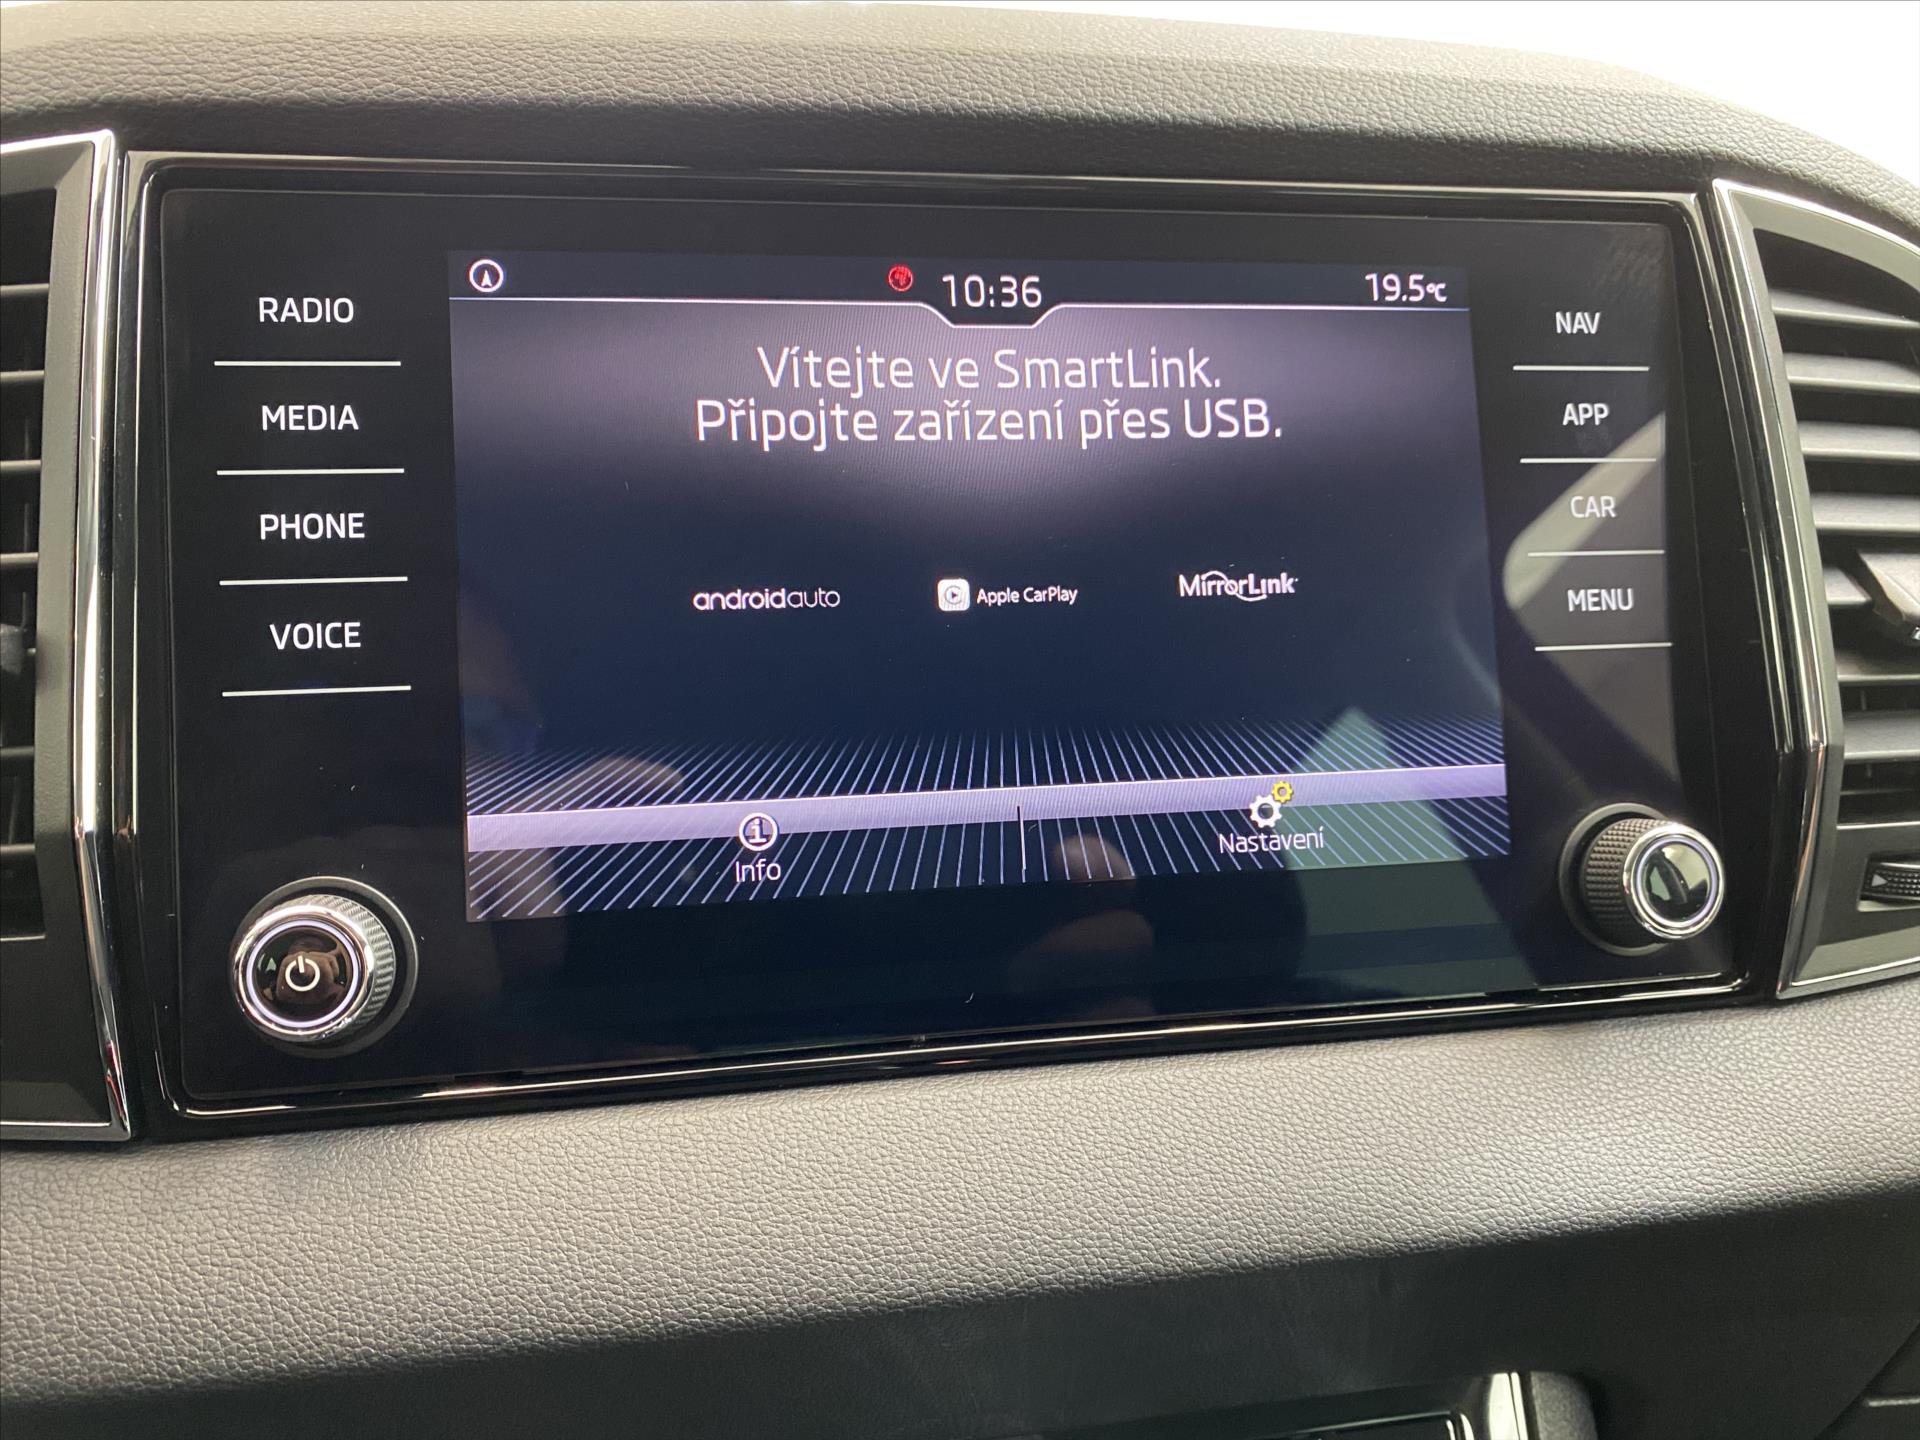 RADIO
MEDIA
PHONE
VOICE
10:36
19.5°C
Vítejte ve SmartLink.
Připojte zařízení přes USB.
androidauto
Apple CarPlay
MirrorLink
Info
Nastavení
NAV
APP
CAR
MENU